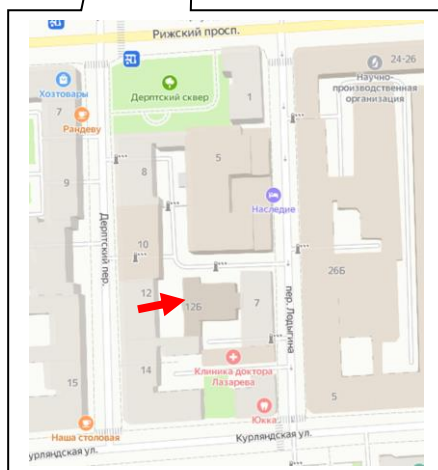 Рижский просп.
24-26
Научно-
производственная
организация
Хозтовары
Дерптский сквер
7
1
Рандеву
5
8
9
Наследие
Дерптский пер.
10
26Б
12
12Б
7
пер. Лодыгина
14
Клиника доктора
Лазарева
15
5
Юкка
Наша столовая
Курляндская ул.
урляндская ул.